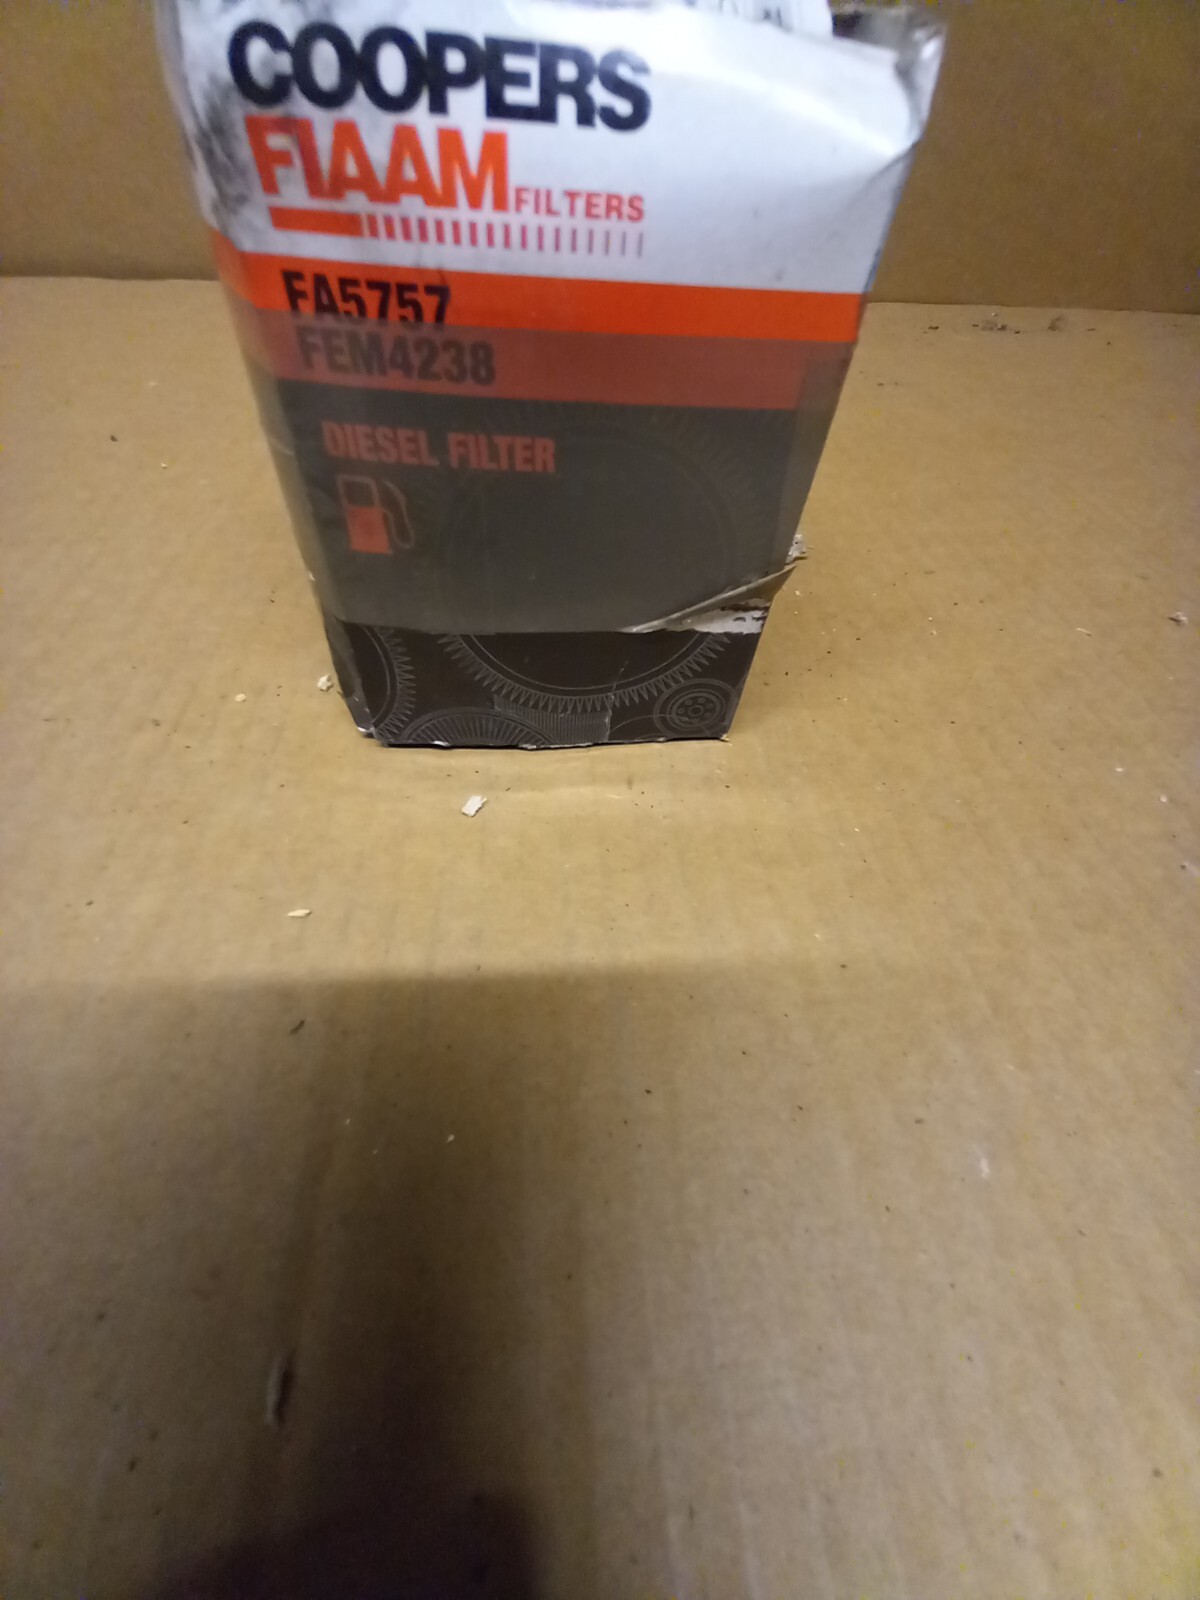 COOPERS
FIAAM FILTERS
FA5757
FEM4238
DIESEL FILTER